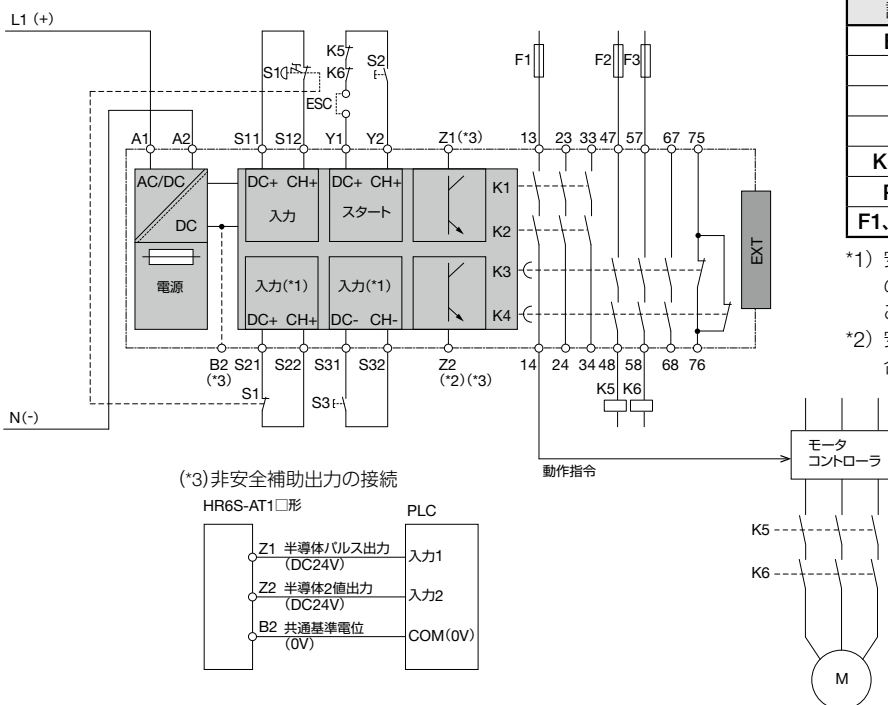 L1 (+)
K5
S2
F1
F2
F3
S1
K6
ESC
A1
A2
S11
S12
Y1
Y2
Z1(*3)
13
23
33
47
57
67
75
AC/DC
DC
電源
DC+ CH+
入力
DC+ CH+
スタート
K1
K2
入力(*1)
DC+ CH+
入力(*1)
DC- CH-
K3
K4
EXT
B2
(*3)
S21
S22
S31
S32
Z2
(*2)(*3)
14
24
34
48
58
68
76
S1
S3
K5
K6
N(-)
動作指令
モータ
コントローラ
K5
K6
M
(*3)非安全補助出力の接続
HR6S-AT1□形
PLC
Z1 半導体パルス出力
(DC24V)
入力1
Z2 半導体2値出力
(DC24V)
入力2
B2 共通基準電位
(0V)
COM(0V)
K
F1、
*1)
の
*2)